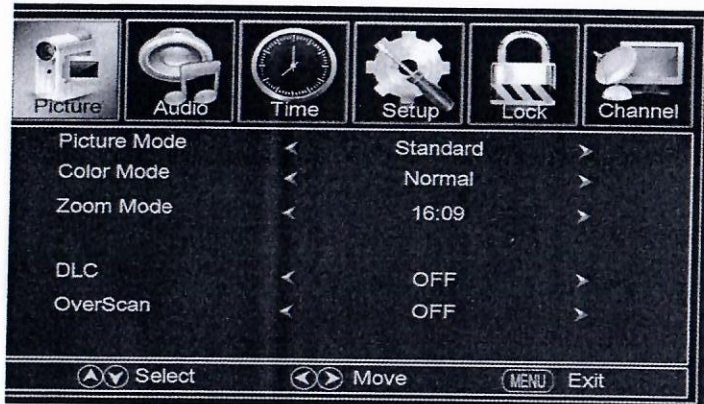 Picture Audio Time Setup Lock Channel
Picture Mode Standard
Color Mode Normal
Zoom Mode 16:09
DLC OFF
OverScan OFF
Select Move MENU Exit